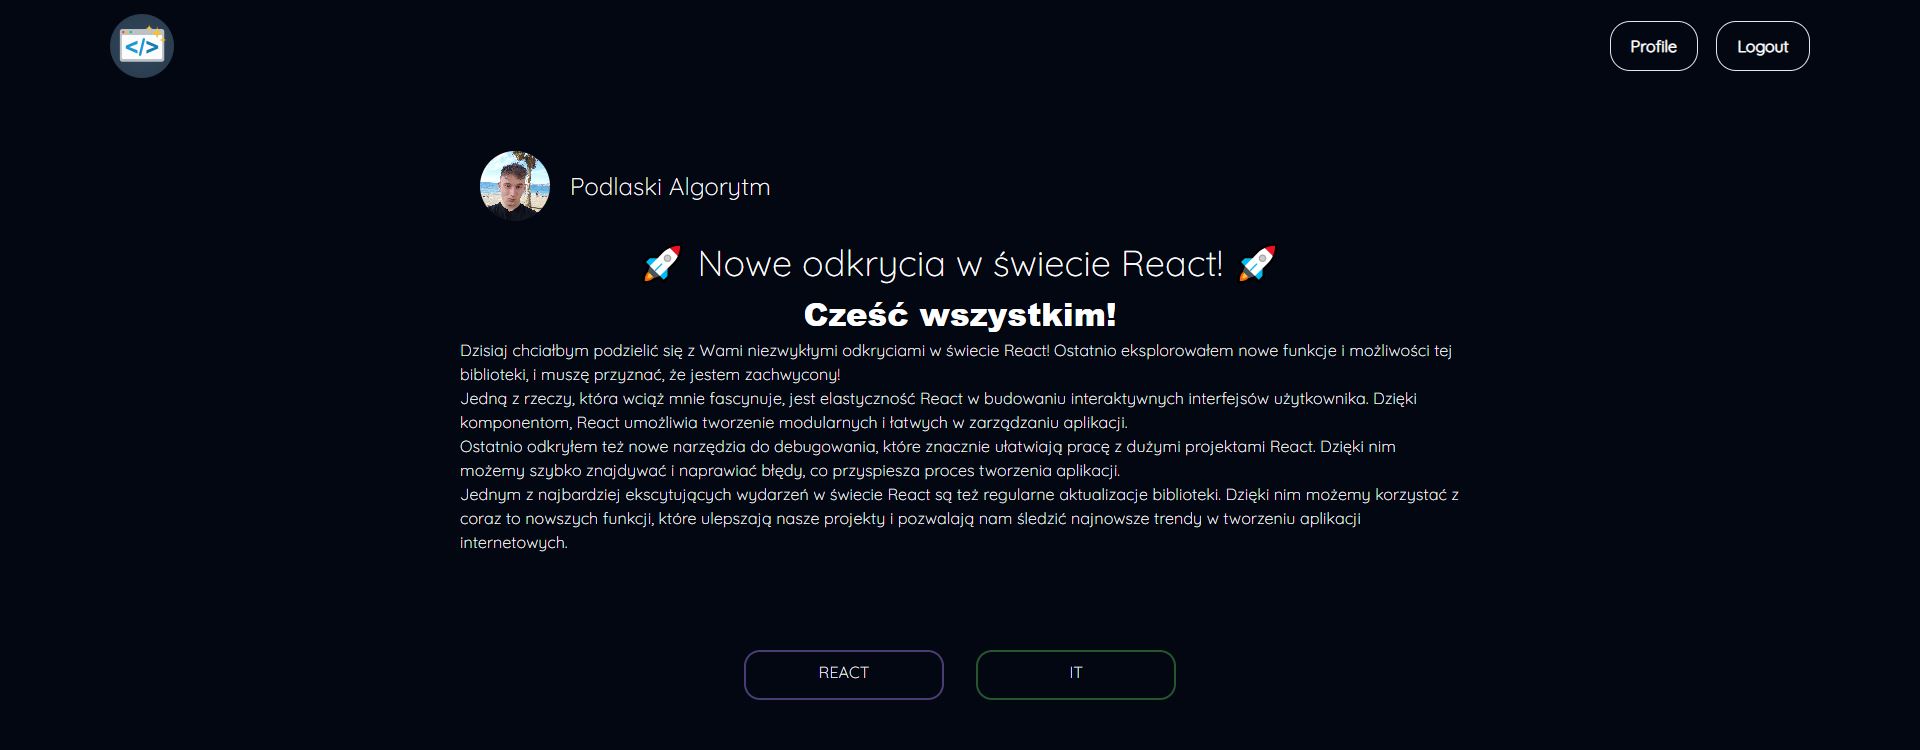 </>
Profile
Logout
Podlaski Algorytm
🚀 Nowe odkrycia w świecie React! 🚀
Cześć wszystkim!
Dzisiaj chciałbym podzielić się z Wami niezwykłymi odkryciami w świecie React! Ostatnio eksplorowałem nowe funkcje i możliwości tej
biblioteki, i muszę przyznać, że jestem zachwycony!
Jedną z rzeczy, która wciąż mnie fascynuje, jest elastyczność React w budowaniu interaktywnych interfejsów użytkownika. Dzięki
komponentom, React umożliwia tworzenie modularnych i łatwych w zarządzaniu aplikacji.
Ostatnio odkryłem też nowe narzędzia do debugowania, które znacznie ułatwiają pracę z dużymi projektami React. Dzięki nim
możemy szybko znajdywać i naprawiać błędy, co przyspiesza proces tworzenia aplikacji.
Jednym z najbardziej ekscytujących wydarzeń w świecie React są też regularne aktualizacje biblioteki. Dzięki nim możemy korzystać z
coraz to nowszych funkcji, które ulepszają nasze projekty i pozwalają nam śledzić najnowsze trendy w tworzeniu aplikacji
internetowych.
REACT
IT